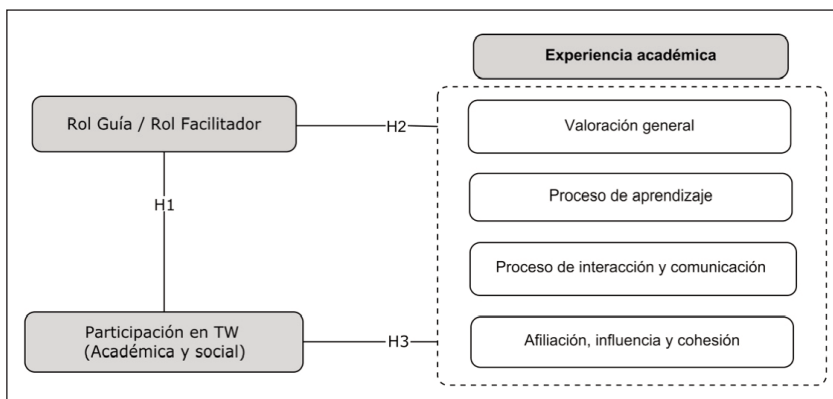 Experiencia académica
Rol Guía / Rol Facilitador
H2
Valoración general
Proceso de aprendizaje
H1
Proceso de interacción y comunicación
Participación en TW
(Académica y social)
H3
Afiliación, influencia y cohesión